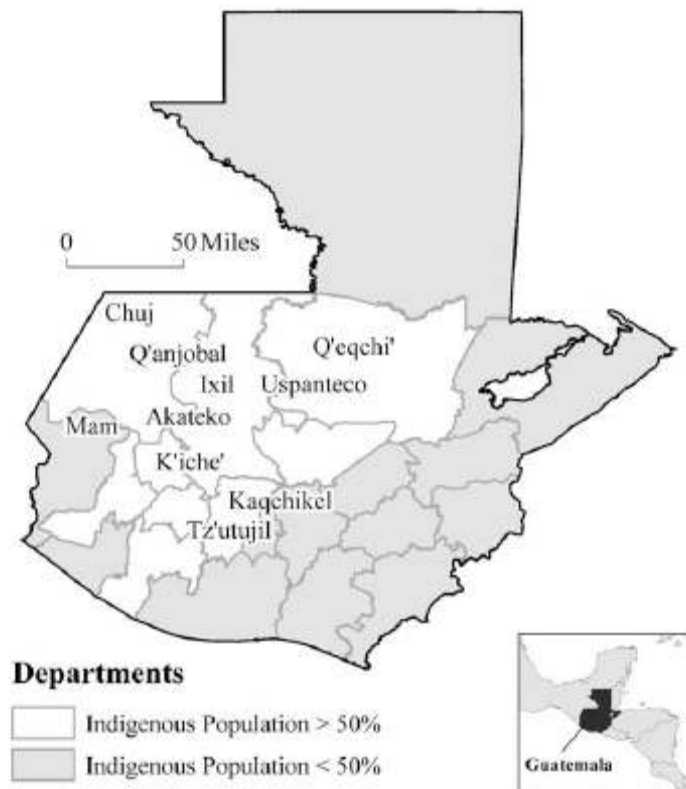 0 50 Miles
Chuj
Q'anjobal
Q'eqchi'
Ixil
Uspanteco
Akateko
Mam
K'iche'
Kaqchikel
Tz'utujil
Departments
Indigenous Population > 50%
Indigenous Population < 50%
Guatemala